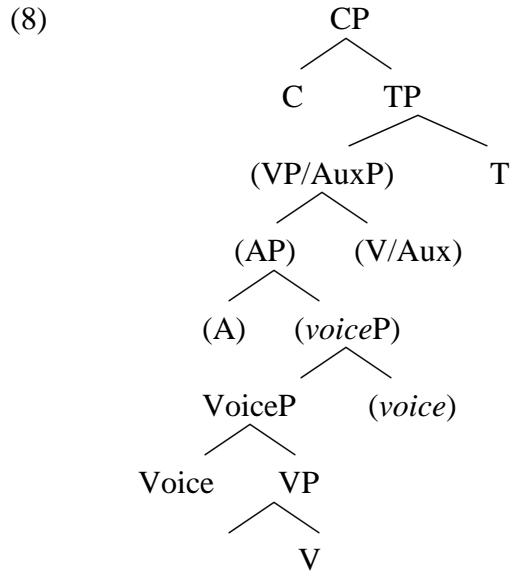 (8)
CP
C TP
(VP/AuxP) T
(AP) (V/Aux)
(A) (voiceP)
VoiceP (voice)
Voice VP
V